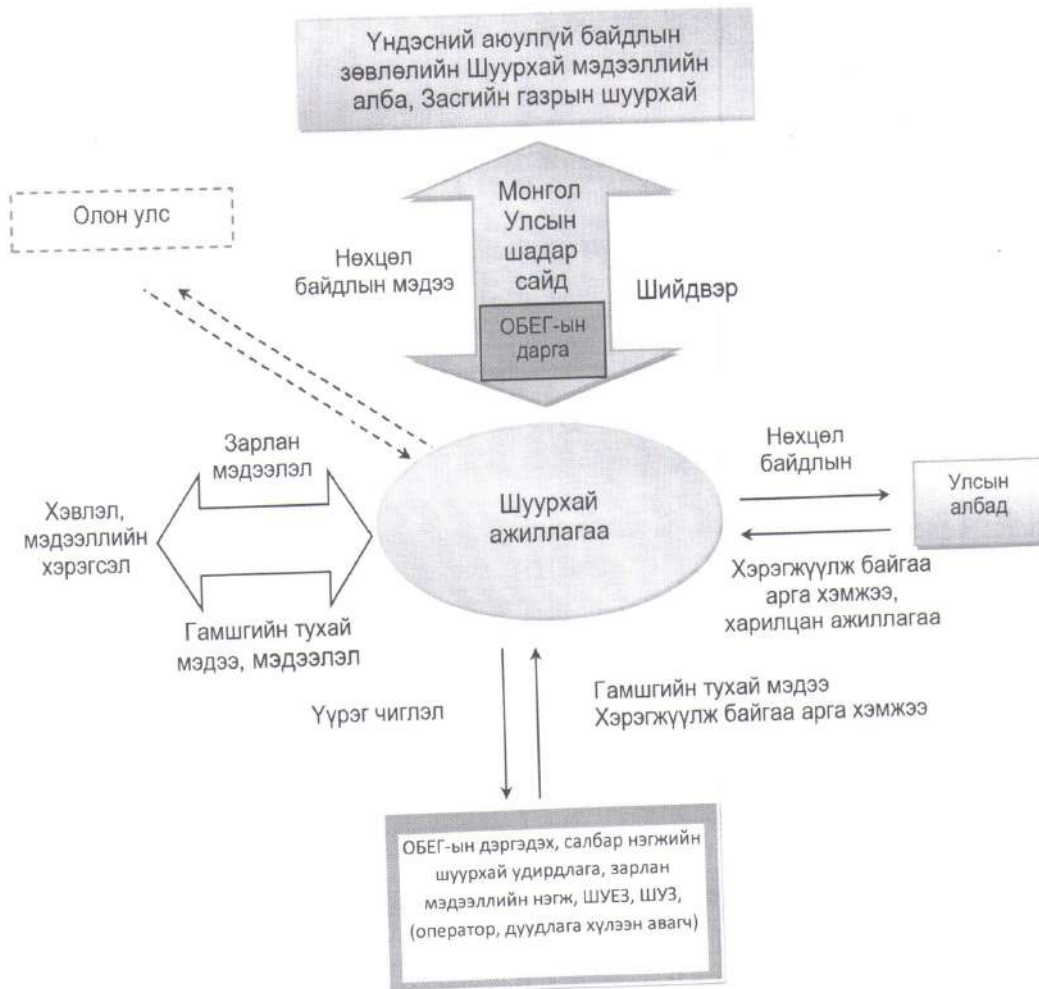 Үндэсний аюулгүй байдлын
зөвлөлийн Шуурхай мэдээллийн
алба, Засгийн газрын шуурхай
Олон улс
Монгол
Улсын
шадар
сайд
Нөхцөл
байдлын мэдээ
Шийдвэр
ОБЕГ-ын
дарга
Зарлан
мэдээлэл
Нөхцөл
байдлын
Улсын
албад
Шуурхай
ажиллагаа
Хэвлэл,
мэдээллийн
хэрэгсэл
Хэрэгжүүлж байгаа
арга хэмжээ,
харилцан ажиллагаа
Гамшгийн тухай
мэдээ, мэдээлэл
Үүрэг чиглэл
Гамшгийн тухай мэдээ
Хэрэгжүүлж байгаа арга хэмжээ
ОБЕГ-ын дэргэдэх, салбар нэгжийн
шуурхай удирдлага, зарлан
мэдээллийн нэгж, ШУЕЗ, ШУЗ,
(оператор, дуудлага хүлээн авагч)